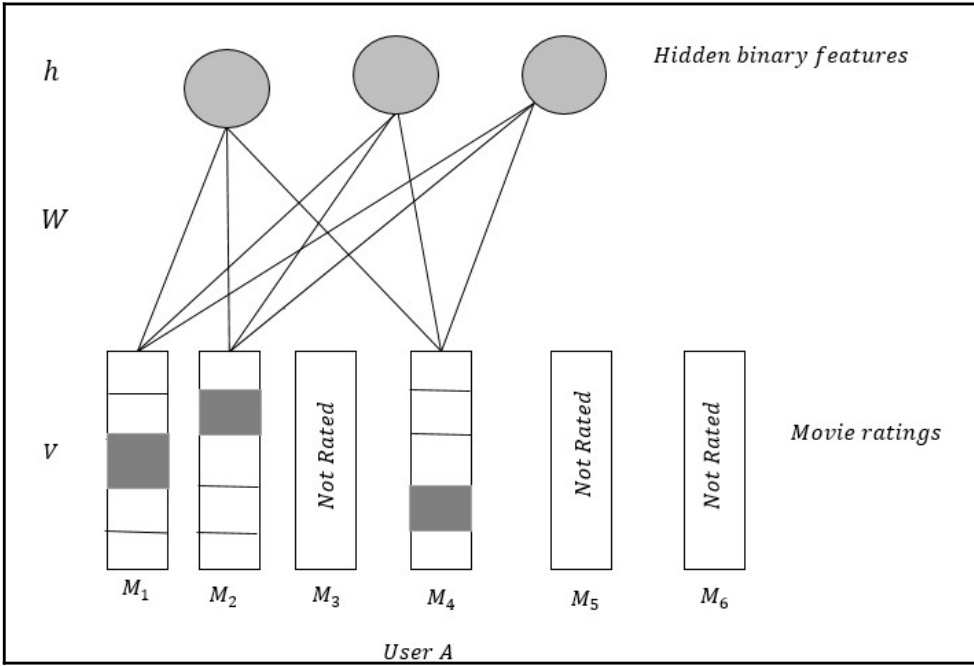 h
Hidden binary features
W
V
Not Rated
Not Rated
Not Rated
Movie ratings
M1
M2
M3
M4
M5
M6
User A